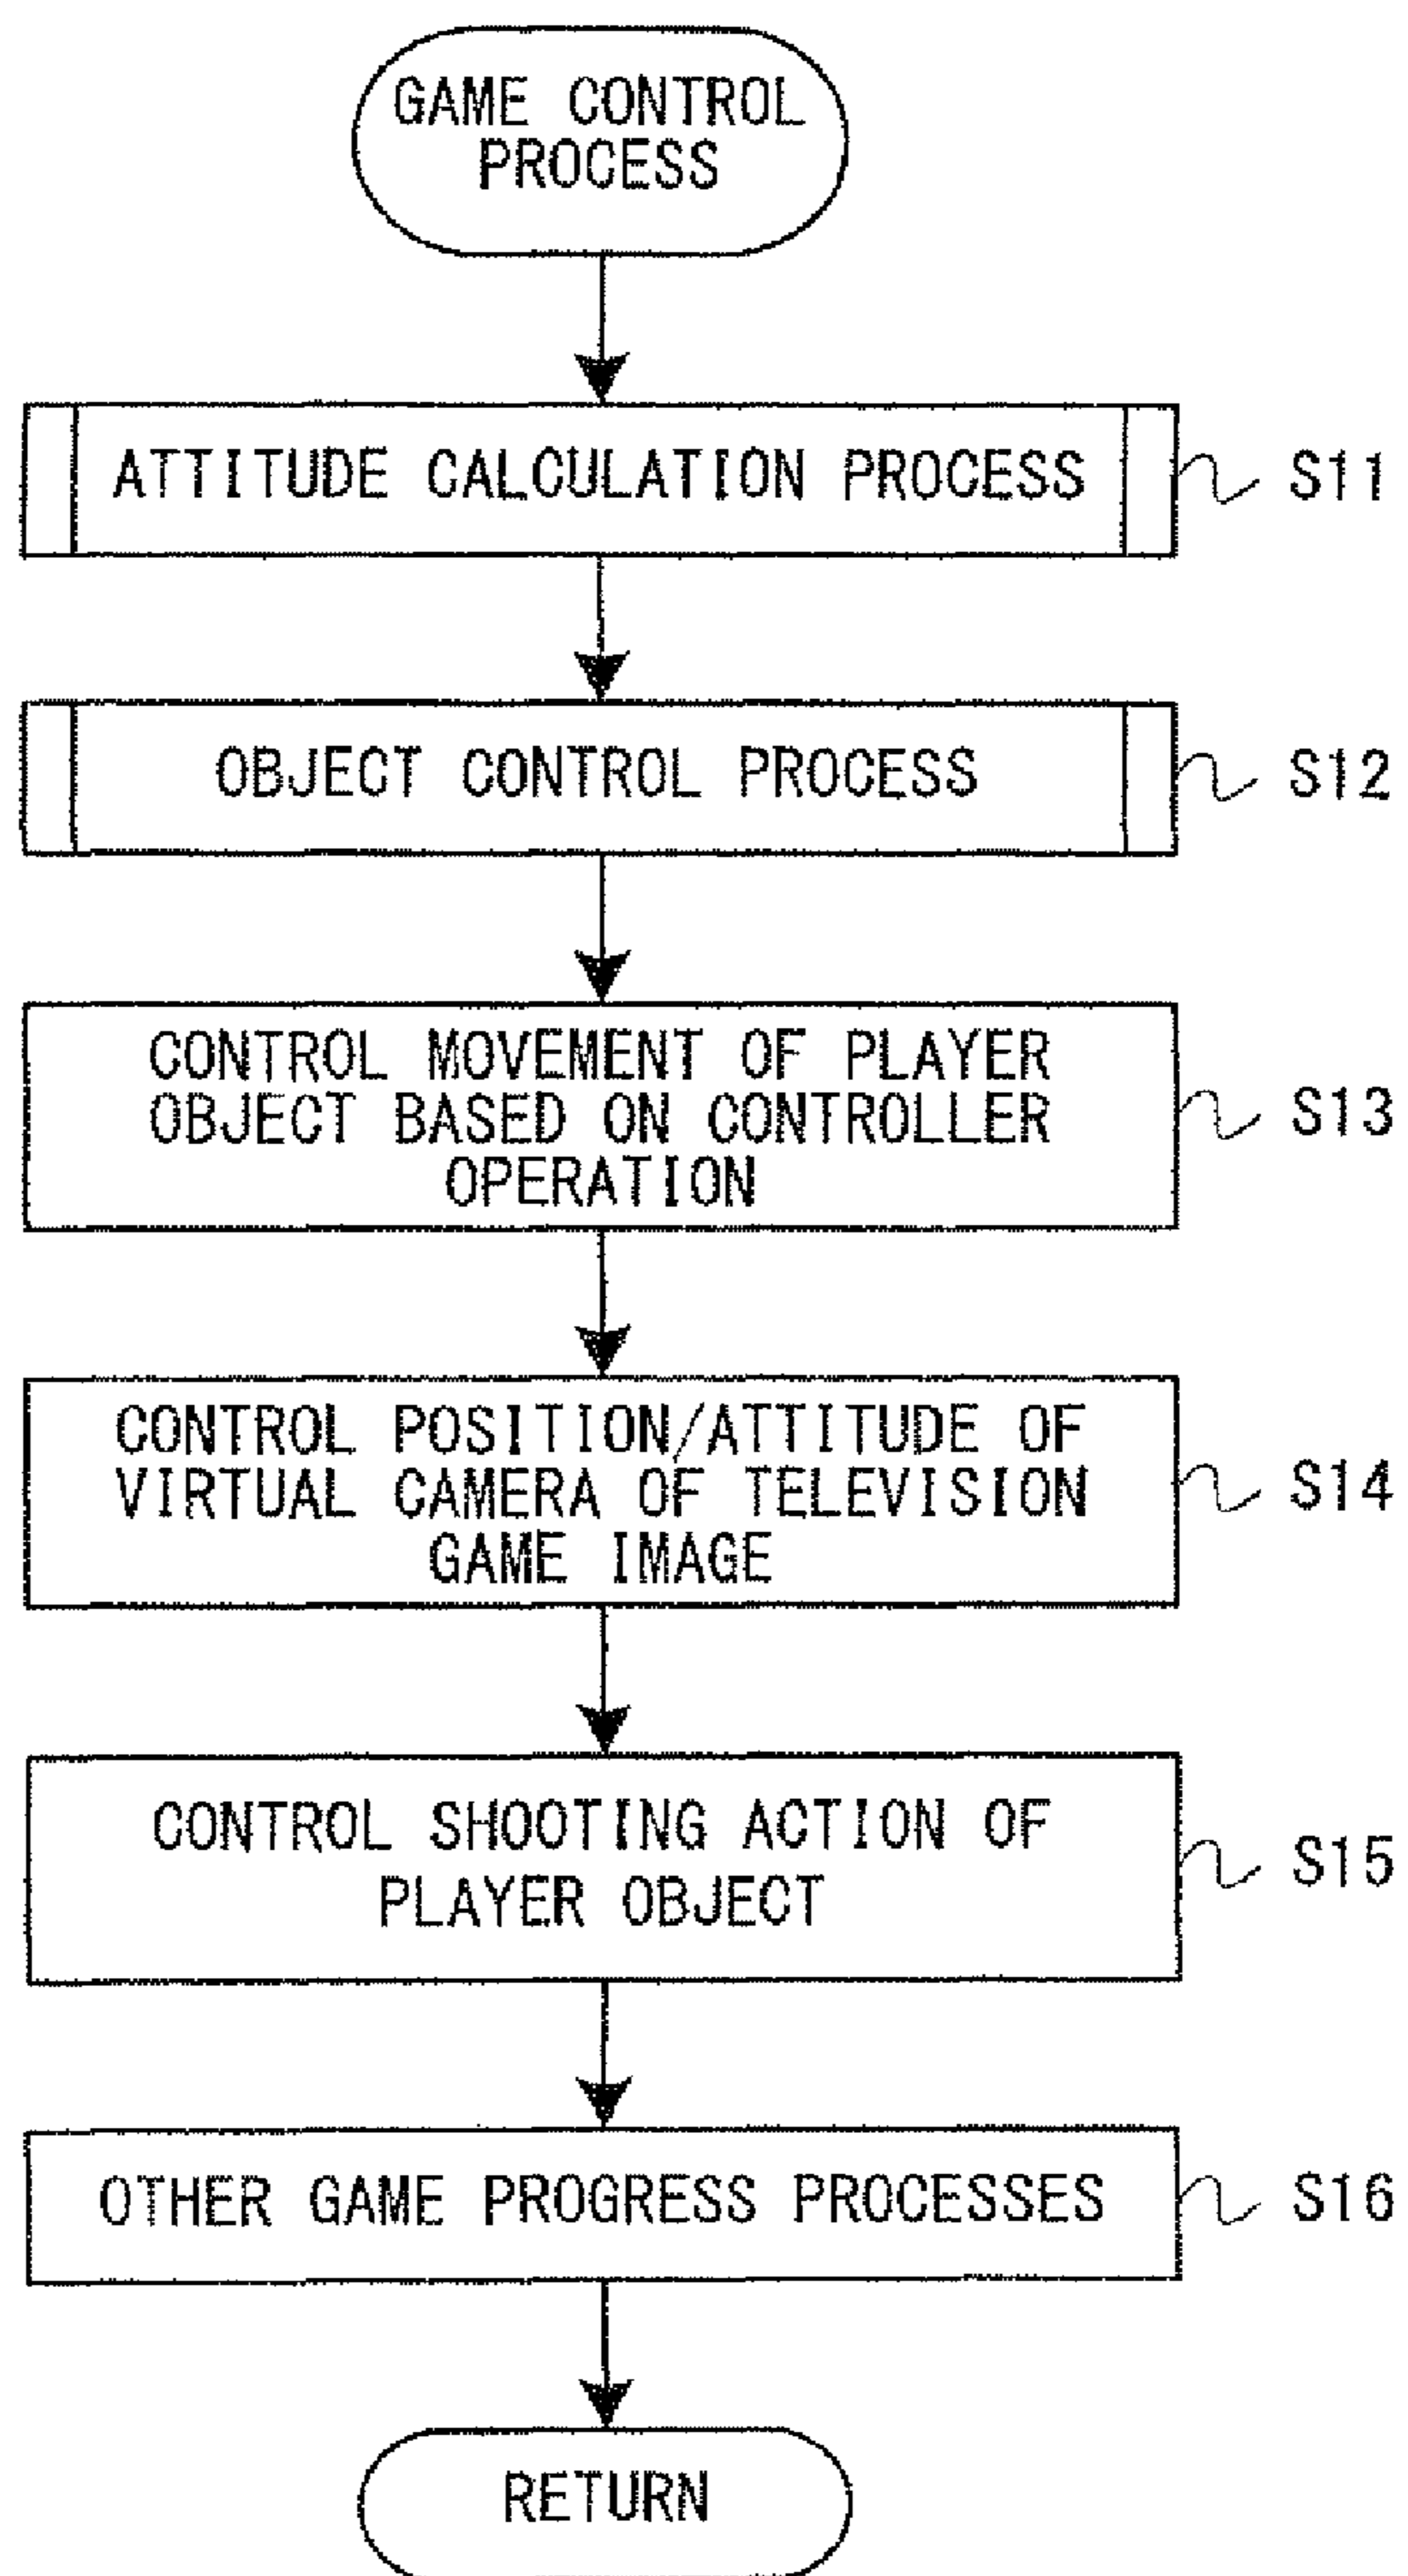 GAME CONTROL
PROCESS
ATTITUDE CALCULATION PROCESS
S11
OBJECT CONTROL PROCESS
S12
CONTROL MOVEMENT OF PLAYER
OBJECT BASED ON CONTROLLER
OPERATION
S13
CONTROL POSITION/ATTITUDE OF
VIRTUAL CAMERA OF TELEVISION
GAME IMAGE
S14
CONTROL SHOOTING ACTION OF
PLAYER OBJECT
S15
OTHER GAME PROGRESS PROCESSES
S16
RETURN